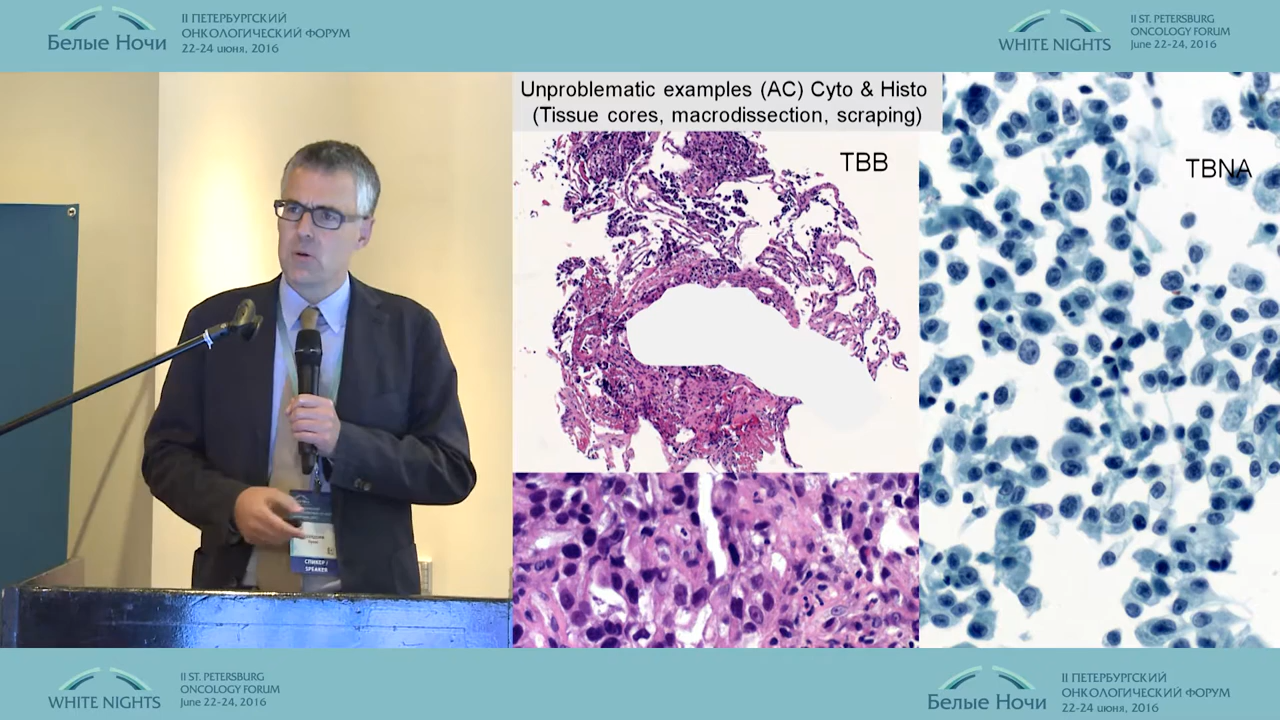 Белые Ночи
II ПЕТЕРБУРГСКИЙ
ОНКОЛОГИЧЕСКИЙ ФОРУМ
22-24 июня, 2016
WHITE NIGHTS
II ST. PETERSBURG
ONCOLOGY FORUM
June 22-24, 2016
Unproblematic examples (AC) Cyto & Histo
(Tissue cores, macrodissection, scraping)
TBB
TBNA
СПИКЕР /
SPEAKER
WHITE NIGHTS
II ST. PETERSBURG
ONCOLOGY FORUM
June 22-24, 2016
Белые Ночи
II ПЕТЕРБУРГСКИЙ
ОНКОЛОГИЧЕСКИЙ ФОРУМ
22-24 июня, 2016